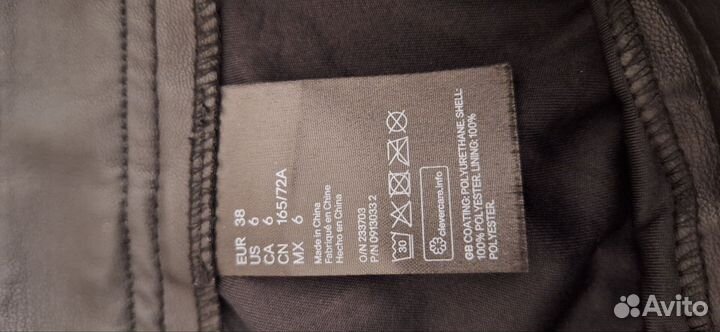 EUR 38
US 6
CA 6
CN 165/72A
MX 6
Made in China
Fabriqué en Chine
Hecho en China
O/N 233703
P/N 0913033 2
30
clevercare.info
GB COATING: POLYURETHANE. SHELL:
100% POLYESTER. LINING: 100%
POLYESTER.
Avito